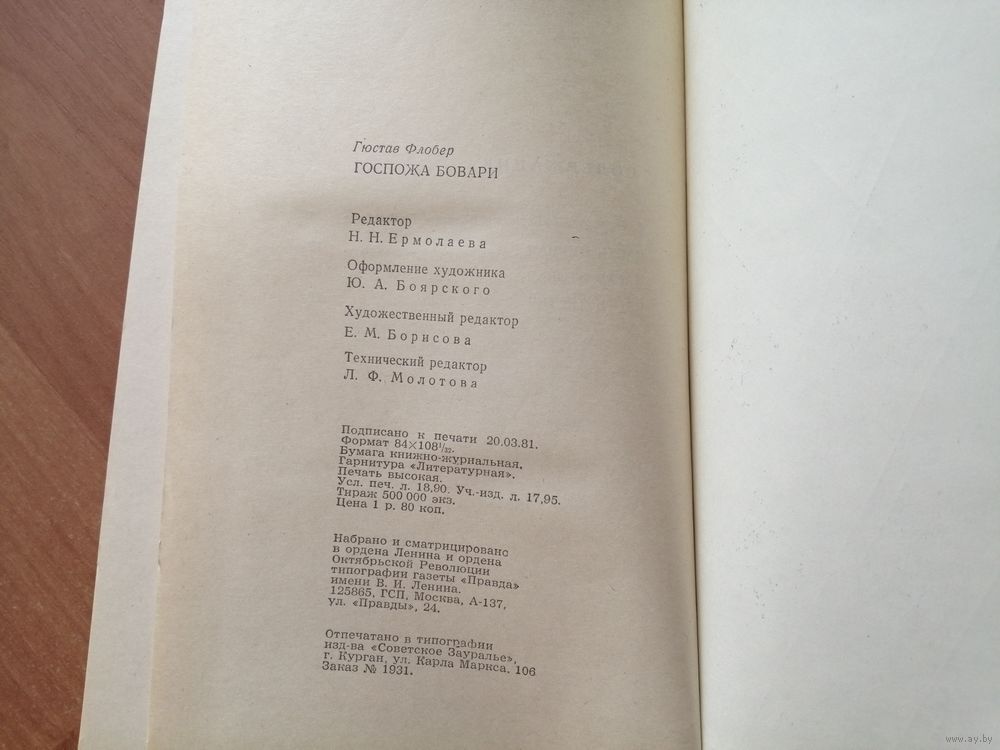 Гюстав Флобер
ГОСПОЖА БОВАРИ
Редактор
Н. Н. Ермолаева
Оформление художника
Ю. А. Боярского
Художественный редактор
Е. М. Борисова
Технический редактор
Л. Ф. Молотова
Подписано к печати 20.03.81.
Формат 84×108¹/₃₂.
Бумага книжно-журнальная.
Гарнитура «Литературная».
Печать высокая.
Усл. печ. л. 18,90. Уч.-изд. л. 17,95.
Тираж 500 000 экз.
Цена 1 р. 80 коп.
Набрано и сматрицировано
в ордена Ленина и ордена
Октябрьской Революции
типографии газеты «Правда»
имени В. И. Ленина.
125865, ГСП, Москва, А-137,
ул. «Правды», 24.
Отпечатано в типографии
изд-ва «Советское Зауралье»,
г. Курган, ул. Карла Маркса, 106
Заказ № 1931.
www.ay.by